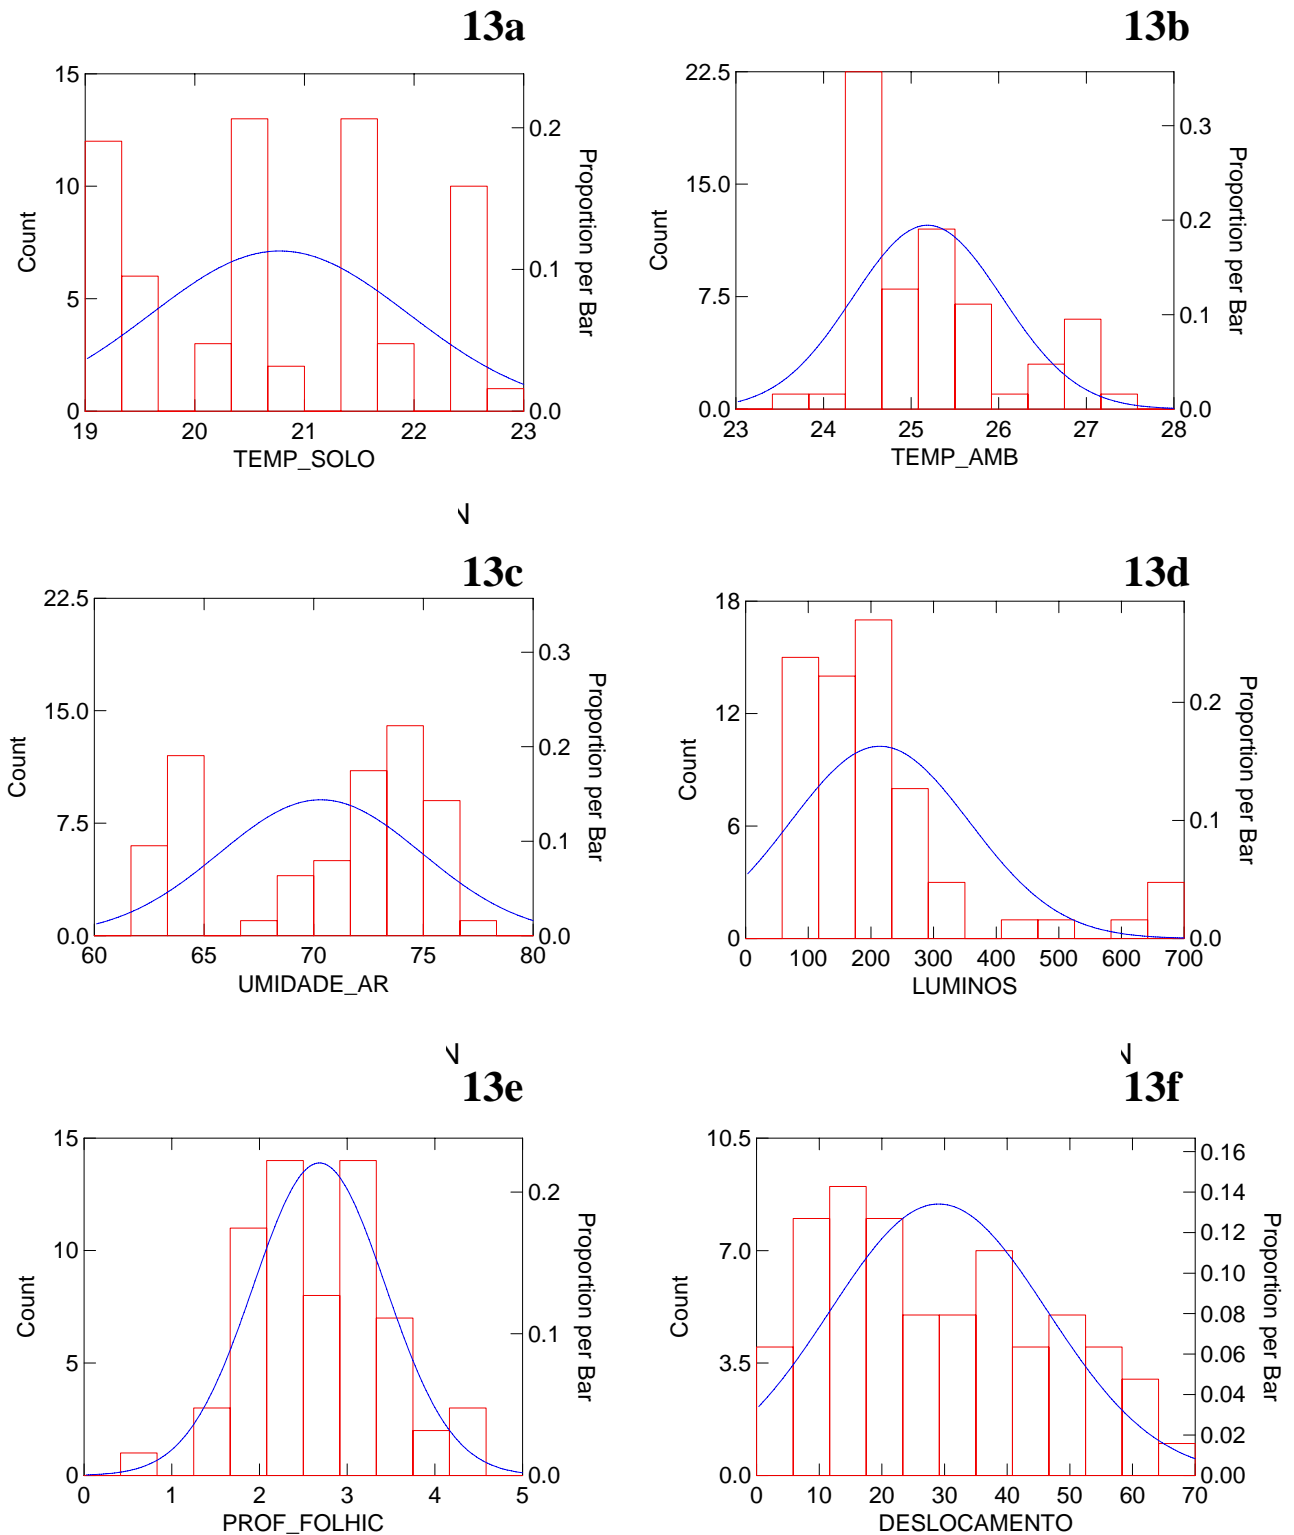 13a
15
10
5
0
Count
0.2
0.1
0.0
Proportion per Bar
19 20 21 22 23
TEMP_SOLO
13b
22.5
15.0
7.5
0.0
Count
0.3
0.2
0.1
0.0
Proportion per Bar
23 24 25 26 27 28
TEMP_AMB
13c
22.5
15.0
7.5
0.0
Count
0.3
0.2
0.1
0.0
Proportion per Bar
60 65 70 75 80
UMIDADE_AR
13d
18
12
6
0
Count
0.2
0.1
0.0
Proportion per Bar
0 100 200 300 400 500 600 700
LUMINOS
13e
15
10
5
0
Count
0.2
0.1
0.0
Proportion per Bar
0 1 2 3 4 5
PROF_FOLHIC
13f
10.5
7.0
3.5
0.0
Count
0.16
0.14
0.12
0.10
0.08
0.06
0.04
0.02
0.00
Proportion per Bar
0 10 20 30 40 50 60 70
DESLOCAMENTO